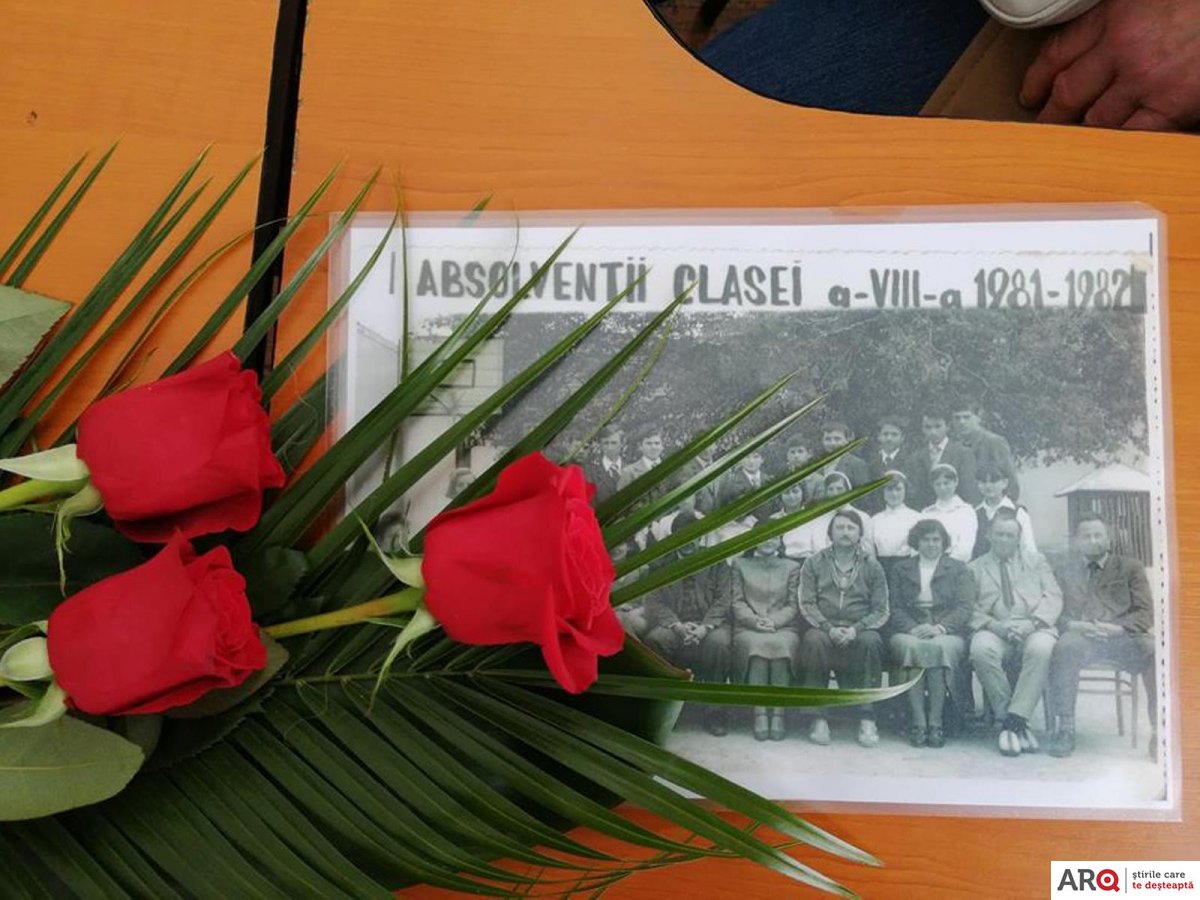 ABSOLVENȚII CLASEI a-VIII-a 1981-1982
ARQ
știrile care
te deșteaptă